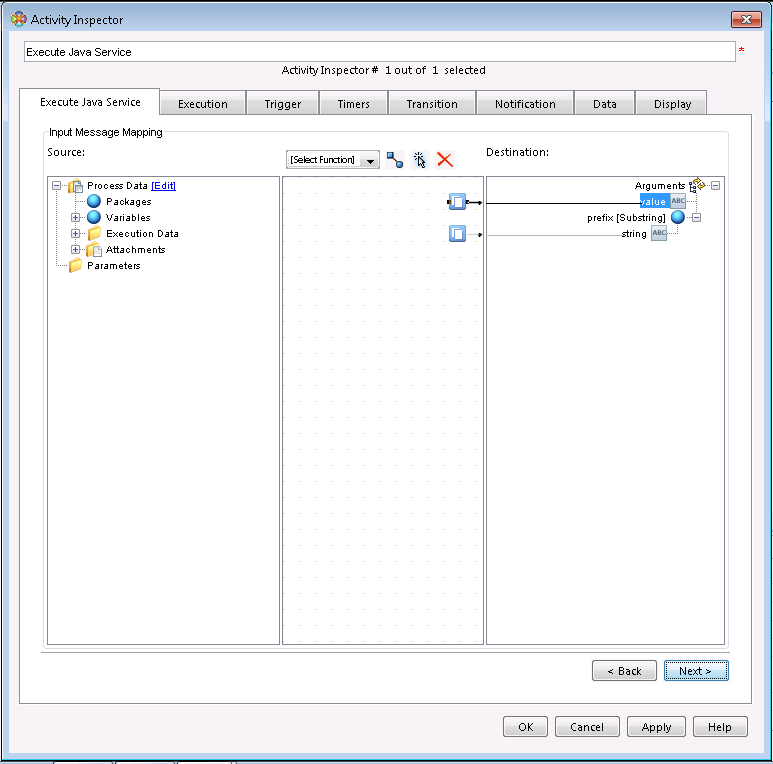 Activity Inspector
Execute Java Service
*
Activity Inspector # 1 out of 1 selected
Execute Java Service Execution Trigger Timers Transition Notification Data Display
Input Message Mapping
Source: [Select Function] Destination:
Process Data [Edit]
Packages
Variables
Execution Data
Attachments
Parameters
Arguments
value ABC
prefix [Substring]
string ABC
< Back Next >
OK Cancel Apply Help